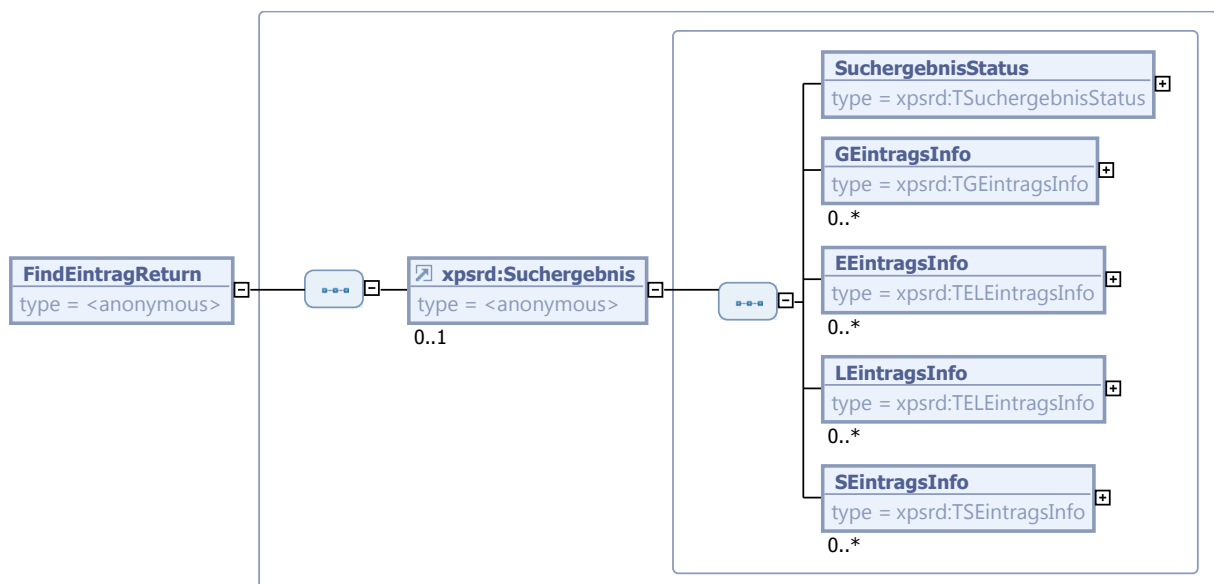 FindEintragReturn
type = <anonymous>
xpsrd:Suchergebnis
type = <anonymous>
0..1
SuchergebnisStatus
type = xpsrd:TSuchergebnisStatus
GEintragsInfo
type = xpsrd:TGEintragsInfo
0..*
EEintragsInfo
type = xpsrd:TELEintragsInfo
0..*
LEintragsInfo
type = xpsrd:TELEintragsInfo
0..*
SEintragsInfo
type = xpsrd:TSEintragsInfo
0..*